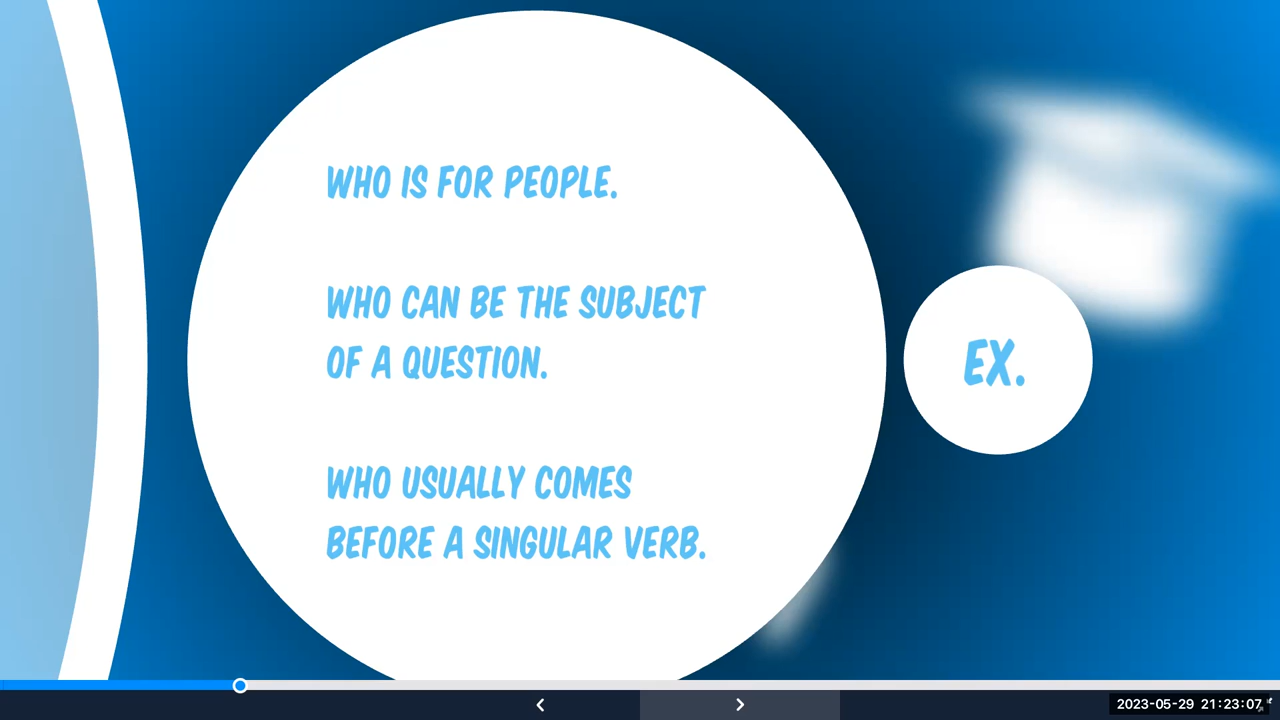 WHO IS FOR PEOPLE.
WHO CAN BE THE SUBJECT
OF A QUESTION.
WHO USUALLY COMES
BEFORE A SINGULAR VERB.
EX.
2023-05-29 21:23:07